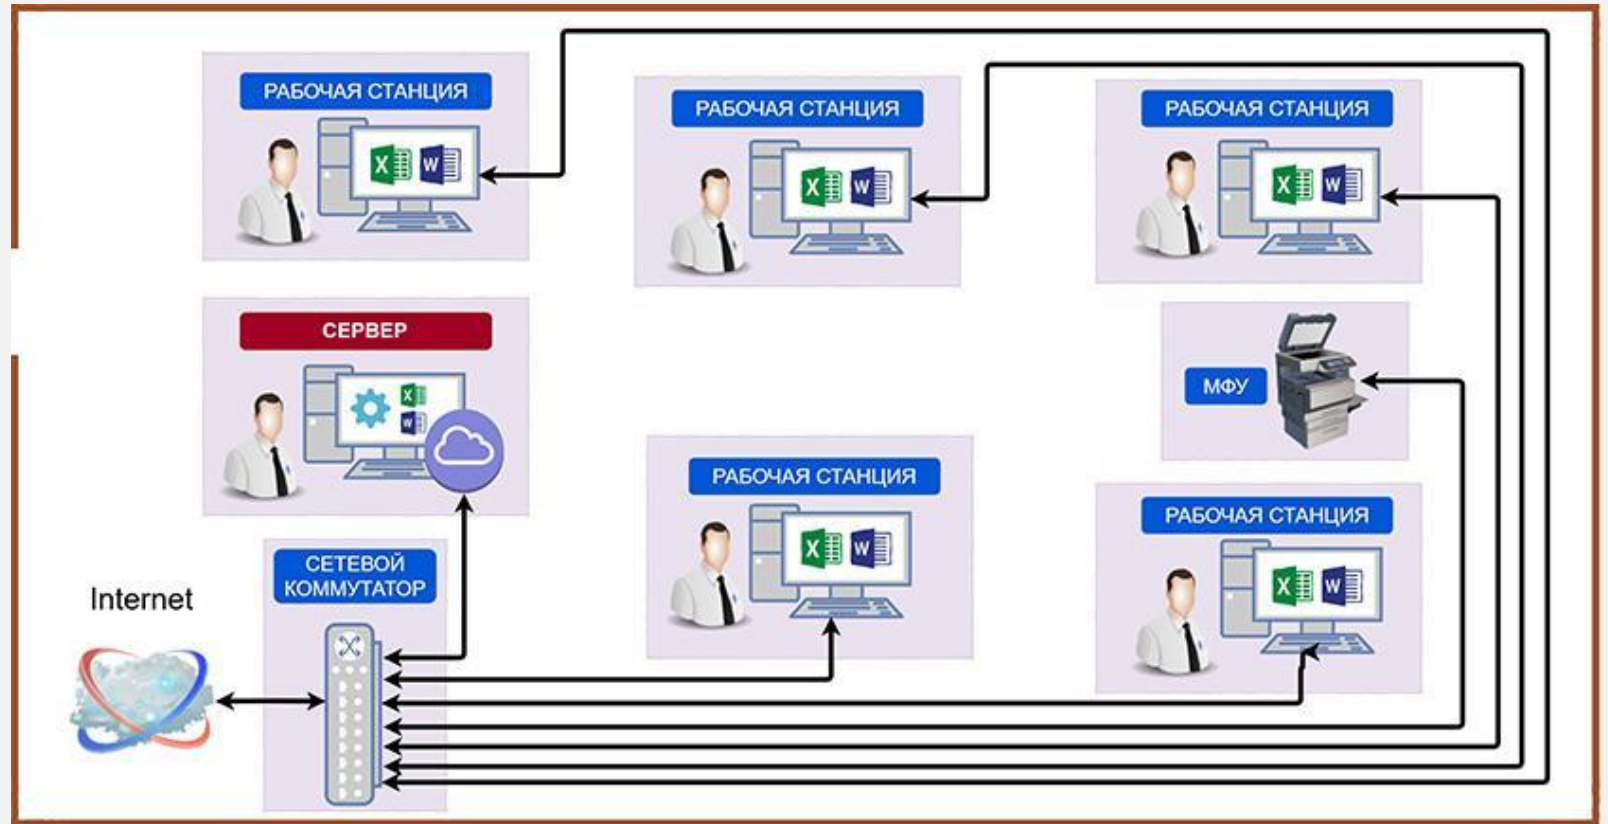 РАБОЧАЯ СТАНЦИЯ
X W
РАБОЧАЯ СТАНЦИЯ
X W
РАБОЧАЯ СТАНЦИЯ
X W
СЕРВЕР
X
W
МФУ
РАБОЧАЯ СТАНЦИЯ
X W
РАБОЧАЯ СТАНЦИЯ
X W
СЕТЕВОЙ
КОММУТАТОР
Internet